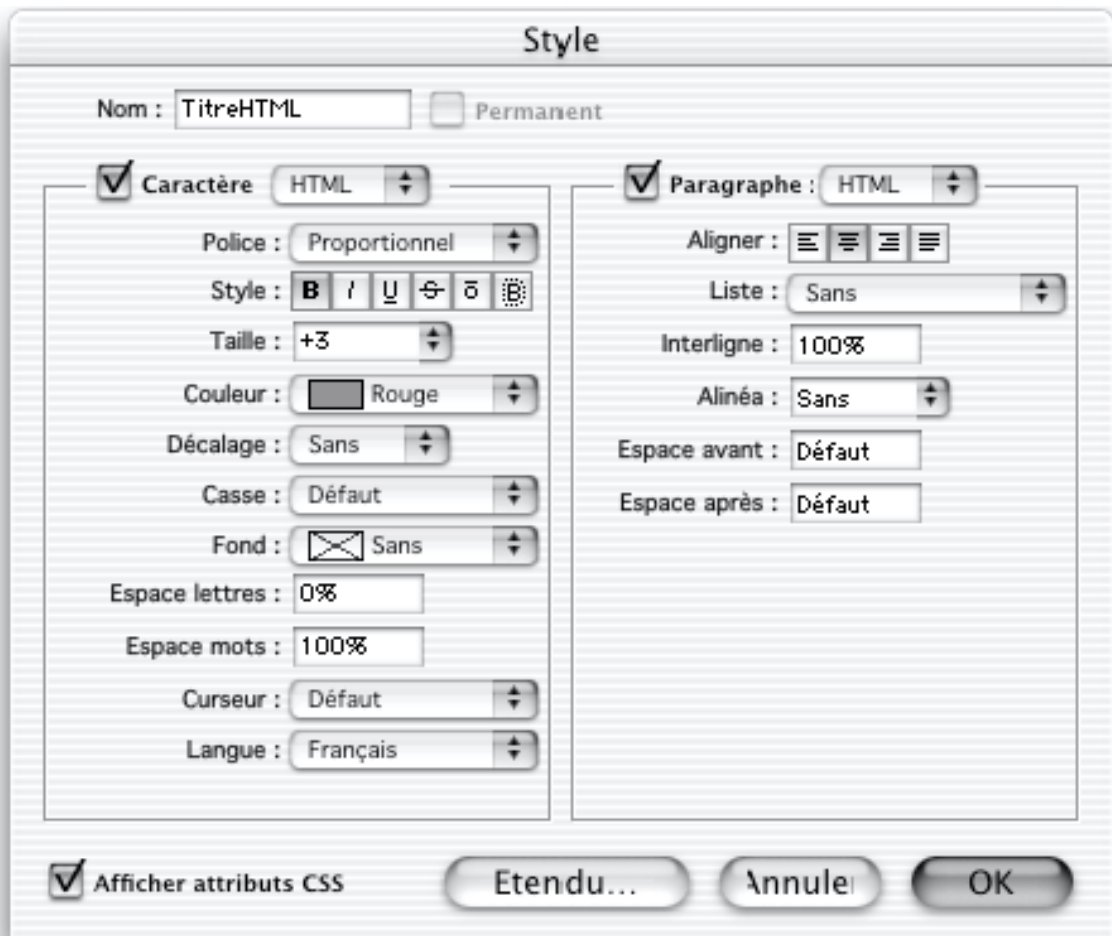 Style
Nom : TitreHTML Permanent
Caractère HTML
Police : Proportionnel
Style : B I U S o B
Taille : +3
Couleur : Rouge
Décalage : Sans
Casse : Défaut
Fond : Sans
Espace lettres : 0%
Espace mots : 100%
Curseur : Défaut
Langue : Français
Paragraphe : HTML
Aligner :
Liste : Sans
Interligne : 100%
Alinéa : Sans
Espace avant : Défaut
Espace après : Défaut
Afficher attributs CSS
Etendu... Annuler OK